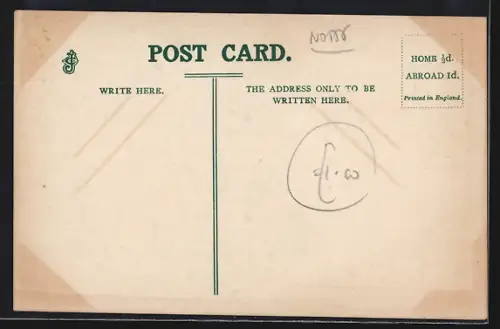 NOTTS
POST CARD.
HOME ½d.
ABROAD 1d.
Printed in England.
WRITE HERE.
THE ADDRESS ONLY TO BE
WRITTEN HERE.
£1.00